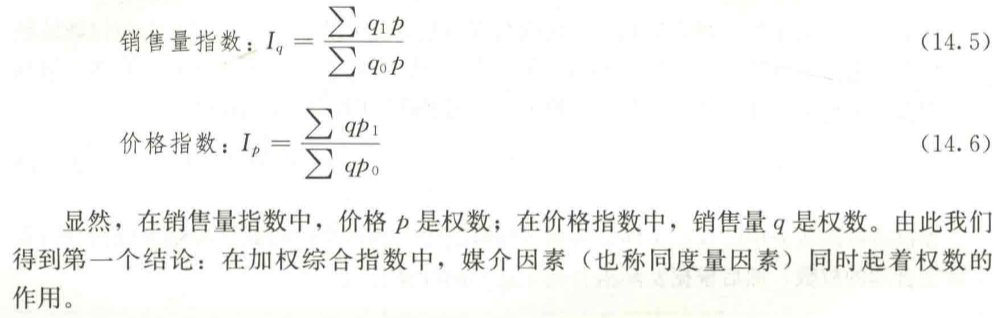 销售量指数：I_q = \frac{\sum q_1 p}{\sum q_0 p} (14.5)
价格指数：I_p = \frac{\sum q p_1}{\sum q p_0} (14.6)
显然，在销售量指数中，价格 p 是权数；在价格指数中，销售量 q 是权数。由此我们
得到第一个结论：在加权综合指数中，媒介因素（也称同度量因素）同时起着权数的
作用。